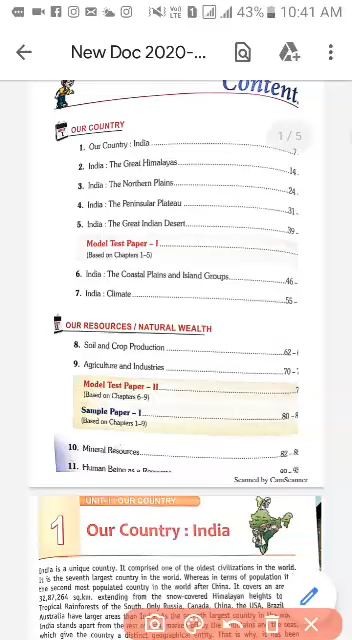 43% 10:41 AM
New Doc 2020-...
Content
1/5
UNIT 1 OUR COUNTRY
1. Our Country : India 7
2. India : The Great Himalayas 14
3. India : The Northern Plains 24
4. India : The Peninsular Plateau 31
5. India : The Great Indian Desert 39
Model Test Paper – I
(Based on Chapters 1–5)
6. India : The Coastal Plains and Island Groups 46
7. India : Climate 55
OUR RESOURCES / NATURAL WEALTH
8. Soil and Crop Production 62
9. Agriculture and Industries 70
Model Test Paper – II 7
(Based on Chapters 6–9)
Sample Paper – I 80
(Based on Chapters 1–9)
10. Mineral Resources 82
11. Human Being as a 90
Scanned by CamScanner
UNIT-I : OUR COUNTRY
1 Our Country : India
India is a unique country. It comprised one of the oldest civilizations in the world.
It is the seventh largest country in the world. Whereas in terms of population it
the second most populated country in the world after China. It covers an are
32,87,264 sq.km. extending from the snow-covered Himalayan heights to
Tropical Rainforests of the South. Only Russia, Canada, China, the USA, Brazil
Australia have larger areas than
India stands apart from the rest
which give the country a distinct geographical entity. That is why, it has been